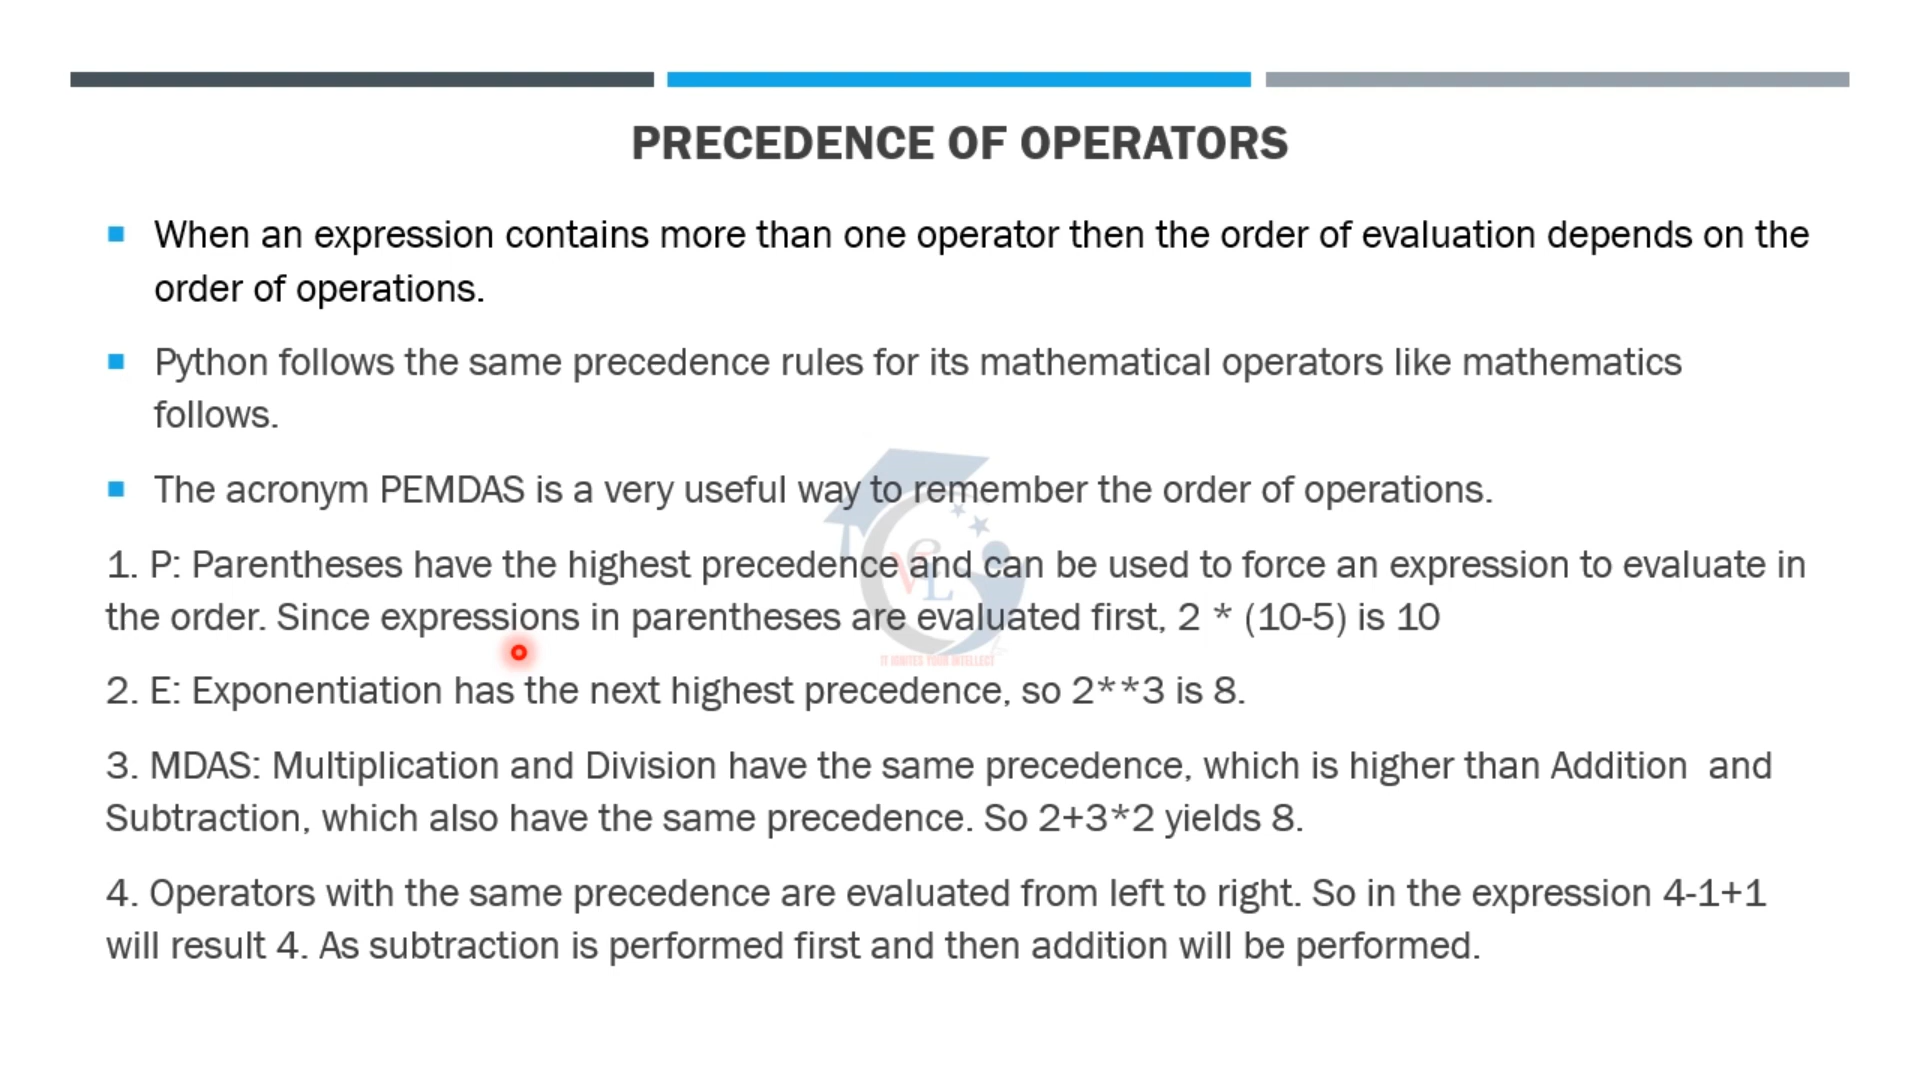 PRECEDENCE OF OPERATORS
When an expression contains more than one operator then the order of evaluation depends on the
order of operations.
Python follows the same precedence rules for its mathematical operators like mathematics
follows.
The acronym PEMDAS is a very useful way to remember the order of operations.
1. P: Parentheses have the highest precedence and can be used to force an expression to evaluate in
the order. Since expressions in parentheses are evaluated first, 2 * (10-5) is 10
IT IGNITES YOUR INTELLECT
2. E: Exponentiation has the next highest precedence, so 2**3 is 8.
3. MDAS: Multiplication and Division have the same precedence, which is higher than Addition  and
Subtraction, which also have the same precedence. So 2+3*2 yields 8.
4. Operators with the same precedence are evaluated from left to right. So in the expression 4-1+1
will result 4. As subtraction is performed first and then addition will be performed.